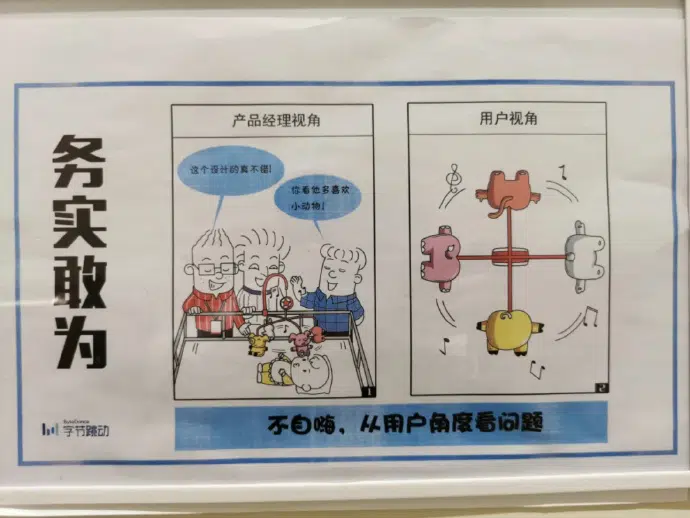 务实敢为
产品经理视角
这个设计的真不错!
你看他多喜欢
小动物!
1
用户视角
2
不自嗨，从用户角度看问题
ByteDance
字节跳动